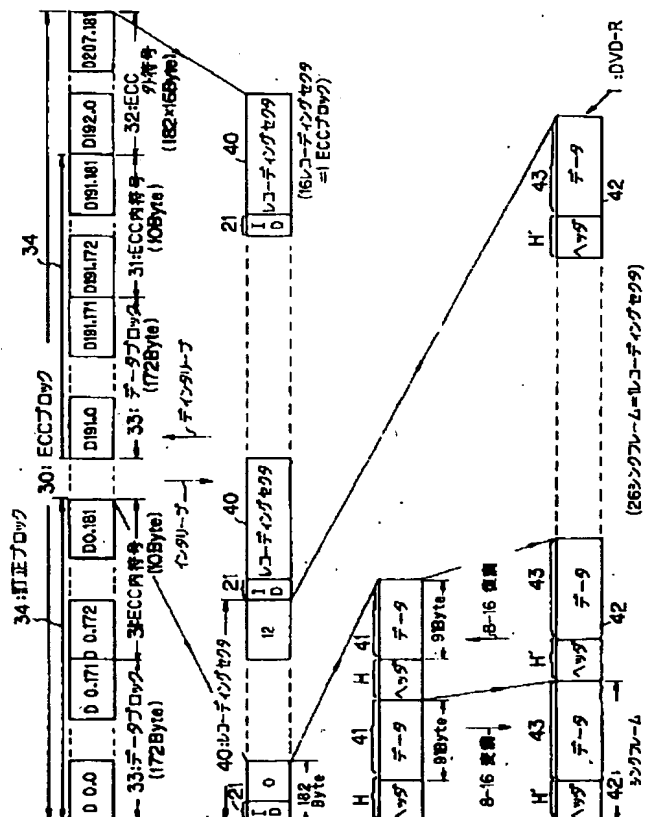 34:訂正ブロック
30: ECCブロック
34
D 0.0
D 0.171
D 0.172
D0.181
D191.0
D191.171
D191.172
D191.181
D192.0
D207.181
33:データブロック
(172Byte)
31:ECC内符号
(10Byte)
33: データブロック
(172Byte)
31:ECC内符号
(10Byte)
32:ECC
外符号
(182×16Byte)
インタリーブ
デインタリーブ
40:レコーディングセクタ
21
21
40
21
40
I
D
0
12
I
D
レコーディングセクタ
I
D
レコーディングセクタ
182
Byte
(16レコーディングセクタ
=1 ECCブロック)
H
41
H
41
ヘッダ
データ
ヘッダ
データ
91Byte
91Byte
8-16 変調
8-16 復調
H'
43
H'
43
H'
43
ヘッダ
データ
ヘッダ
データ
ヘッダ
データ
42:
シンクフレーム
42
42
1:DVD-R
(26シンクフレーム=1レコーディングセクタ)